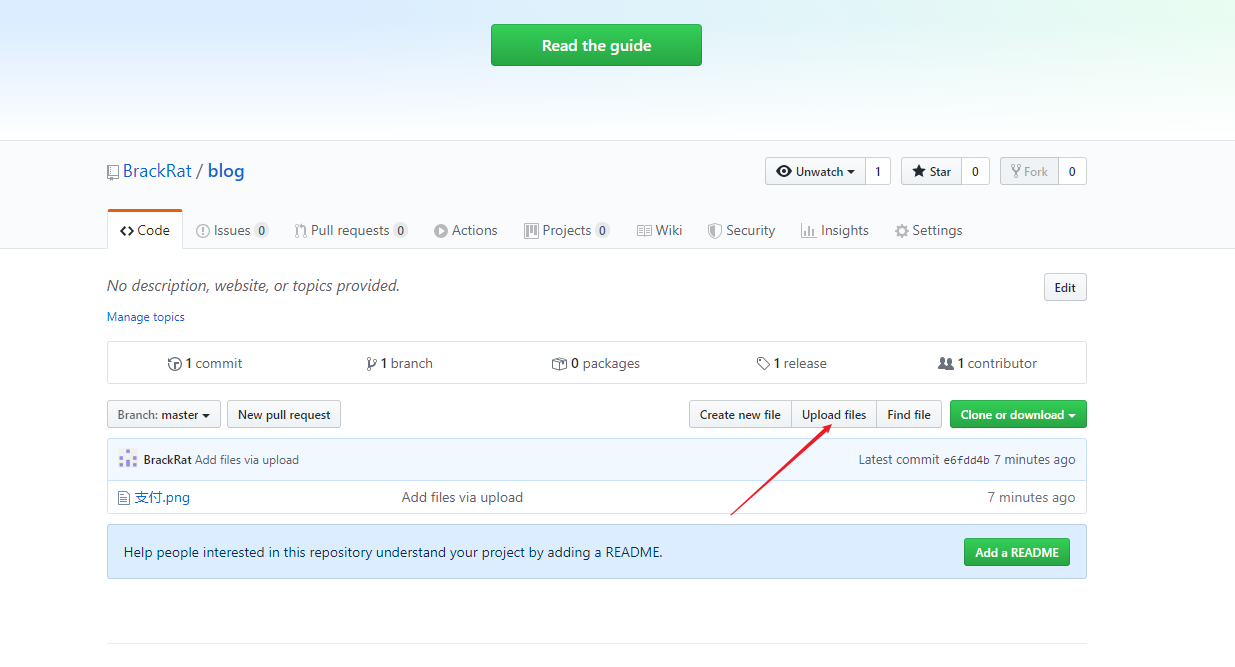 Read the guide
BrackRat / blog
Unwatch 1 Star 0 Fork 0
Code Issues 0 Pull requests 0 Actions Projects 0 Wiki Security Insights Settings
No description, website, or topics provided. Edit
Manage topics
1 commit 1 branch 0 packages 1 release 1 contributor
Branch: master New pull request Create new file Upload files Find file Clone or download
BrackRat Add files via upload Latest commit e6fdd4b 7 minutes ago
支付.png Add files via upload 7 minutes ago
Help people interested in this repository understand your project by adding a README. Add a README